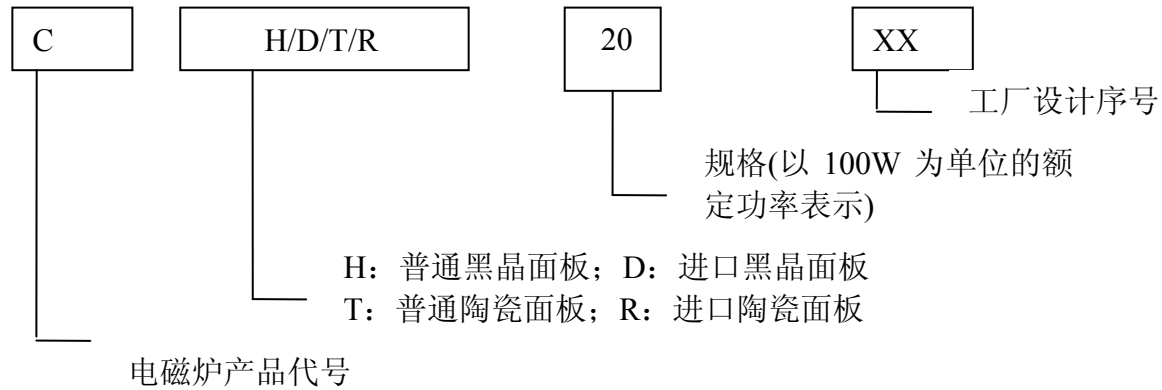 C H/D/T/R 20 XX
工厂设计序号
规格(以 100W 为单位的额
定功率表示)
H：普通黑晶面板；D：进口黑晶面板
T：普通陶瓷面板；R：进口陶瓷面板
电磁炉产品代号